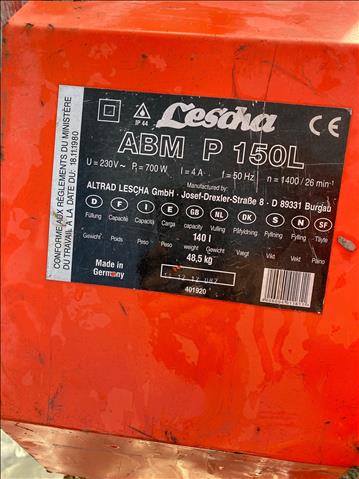 CONFORME AUX RÈGLEMENTS DU MINISTÈRE
DU TRAVAIL A LA DATE DU: 18.11.1980
IP 44
Lescha
CE
ABM P 150L
U = 230V~ P₁ = 700 W I = 4 A f = 50 Hz n = 1400 / 26 min⁻¹
Manufactured by:
ALTRAD LESCHA GmbH · Josef-Drexler-Straße 8 · D 89331 Burgau
D F I E GB NL DK S N SF
Füllung Capacité Capacità Carga capacity Vulling Påfyldning Fyllning Fylling Täyte
140 l
Gewicht Poids Peso Peso weight Gewicht Vægt Vikt Vekt Paino
48,5 kg
Made in
Germany
401920